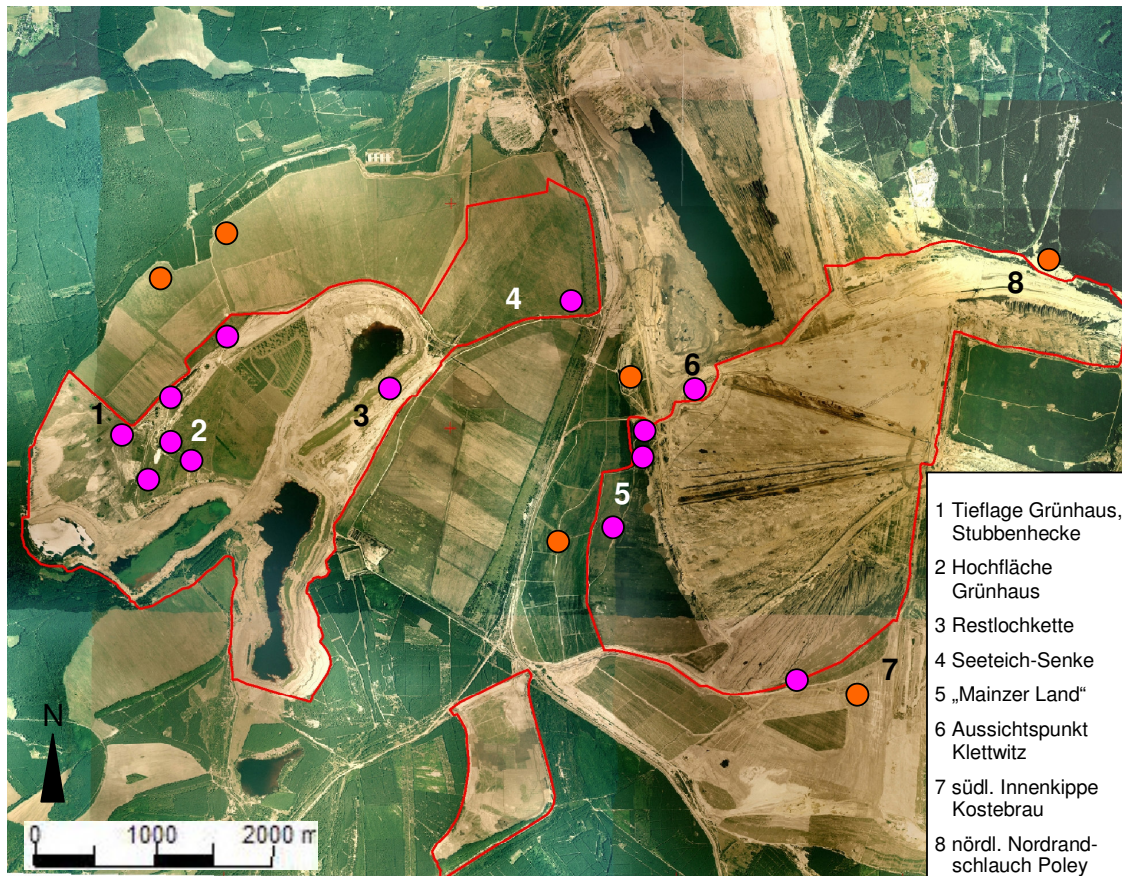 8
4
6
3
1
2
5
7
N
0 1000 2000 m
1 Tieflage Grünhaus,
Stubbenhecke
2 Hochfläche
Grünhaus
3 Restlochkette
4 Seeteich-Senke
5 „Mainzer Land“
6 Aussichtspunkt
Klettwitz
7 südl. Innenkippe
Kostebrau
8 nördl. Nordrand-
schlauch Poley